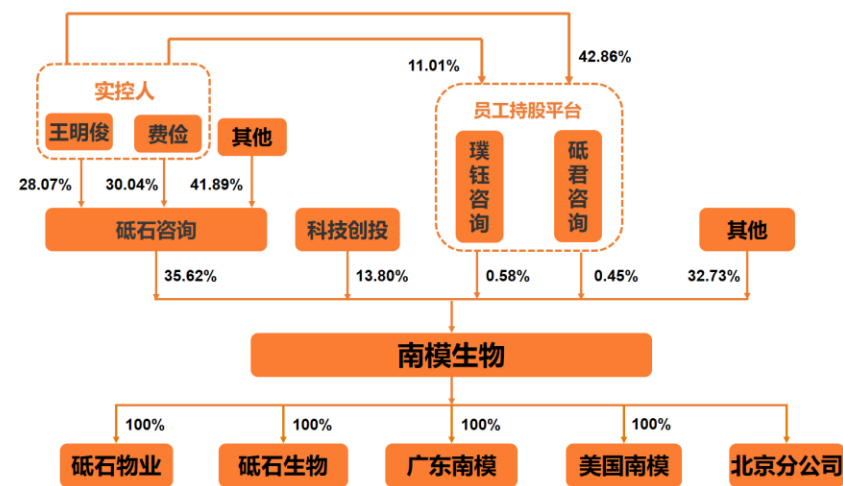 11.01%
42.86%
实控人
员工持股平台
王明俊
费俭
其他
璞钰咨询
砥君咨询
28.07%
30.04%
41.89%
砥石咨询
科技创投
其他
35.62%
13.80%
0.58%
0.45%
32.73%
南模生物
100%
100%
100%
100%
砥石物业
砥石生物
广东南模
美国南模
北京分公司